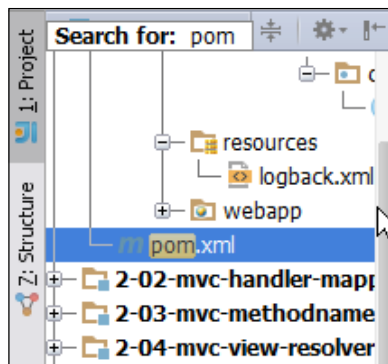 Search for: pom
1: Project
resources
logback.xml
webapp
7: Structure
m pom.xml
2-02-mvc-handler-mapp
2-03-mvc-methodname
2-04-mvc-view-resolver